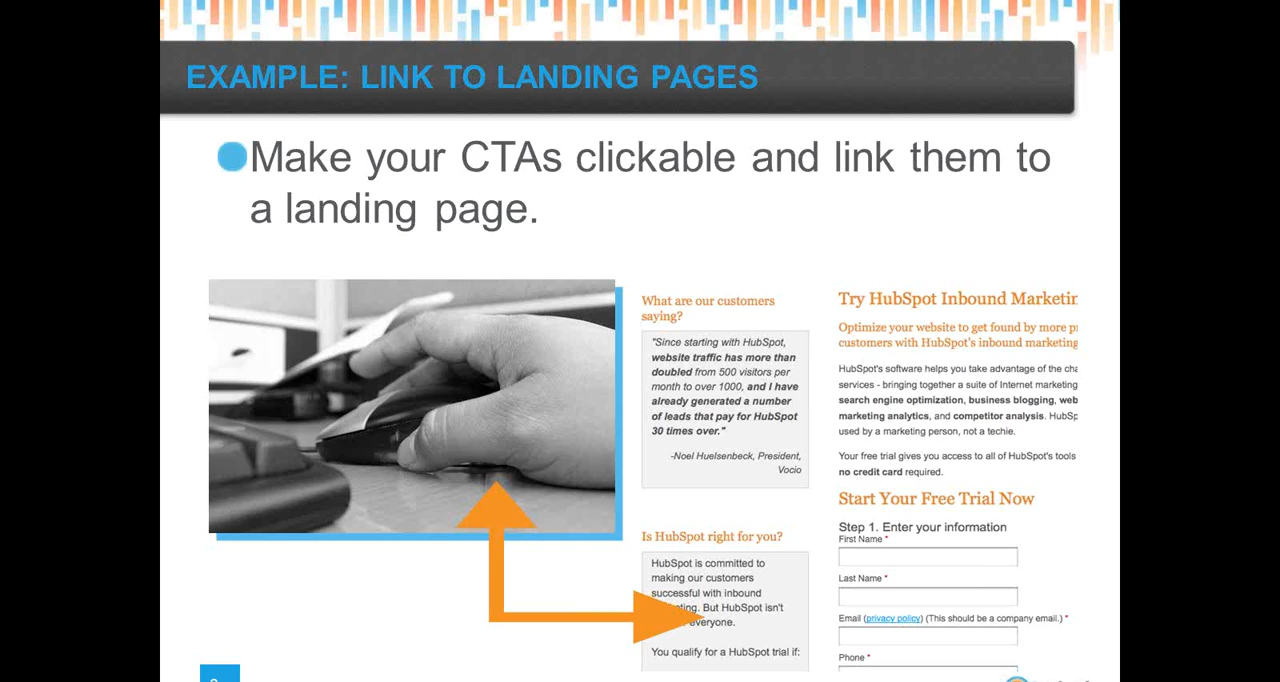 EXAMPLE: LINK TO LANDING PAGES
Make your CTAs clickable and link them to
a landing page.
What are our customers
saying?
"Since starting with HubSpot,
website traffic has more than
doubled from 500 visitors per
month to over 1000, and I have
already generated a number
of leads that pay for HubSpot
30 times over."
-Noel Huelsenbeck, President,
Vocio
Is HubSpot right for you?
HubSpot is committed to
making our customers
successful with inbound
But HubSpot isn't
everyone.
You qualify for a HubSpot trial if:
Try HubSpot Inbound
Optimize your website to get found by more
customers with HubSpot's inbound marketing
HubSpot's software helps you take advantage of the
services - bringing together a suite of Internet marketing
search engine optimization, business blogging, web
marketing analytics, and competitor analysis.
used by a marketing person, not a techie.
Your free trial gives you access to all of HubSpot's tools
no credit card required.
Start Your Free Trial Now
Step 1. Enter your information
First Name *
Last Name *
Email (privacy policy) (This should be a company email.) *
Phone *